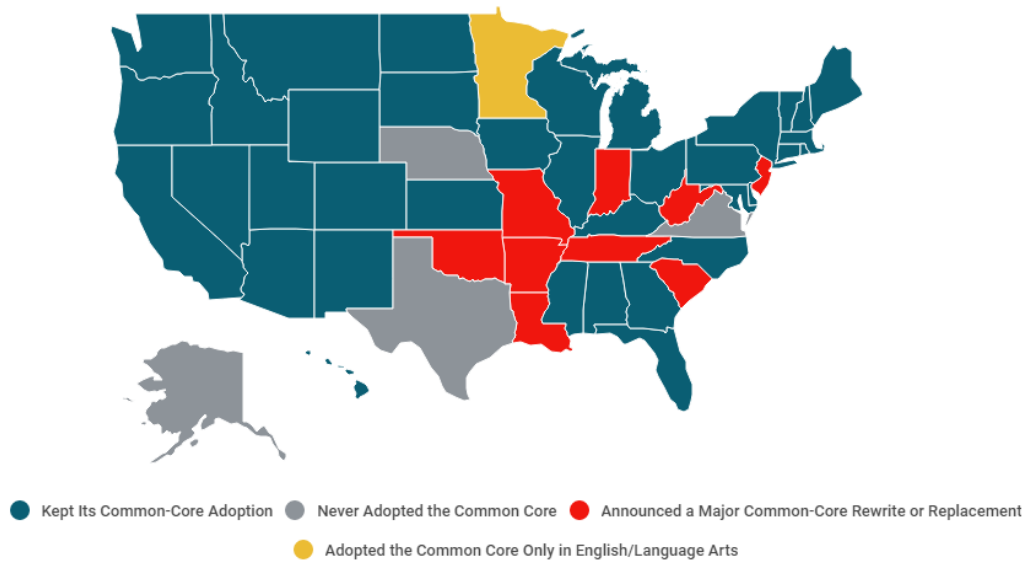 Kept Its Common-Core Adoption Never Adopted the Common Core Announced a Major Common-Core Rewrite or Replacement
Adopted the Common Core Only in English/Language Arts